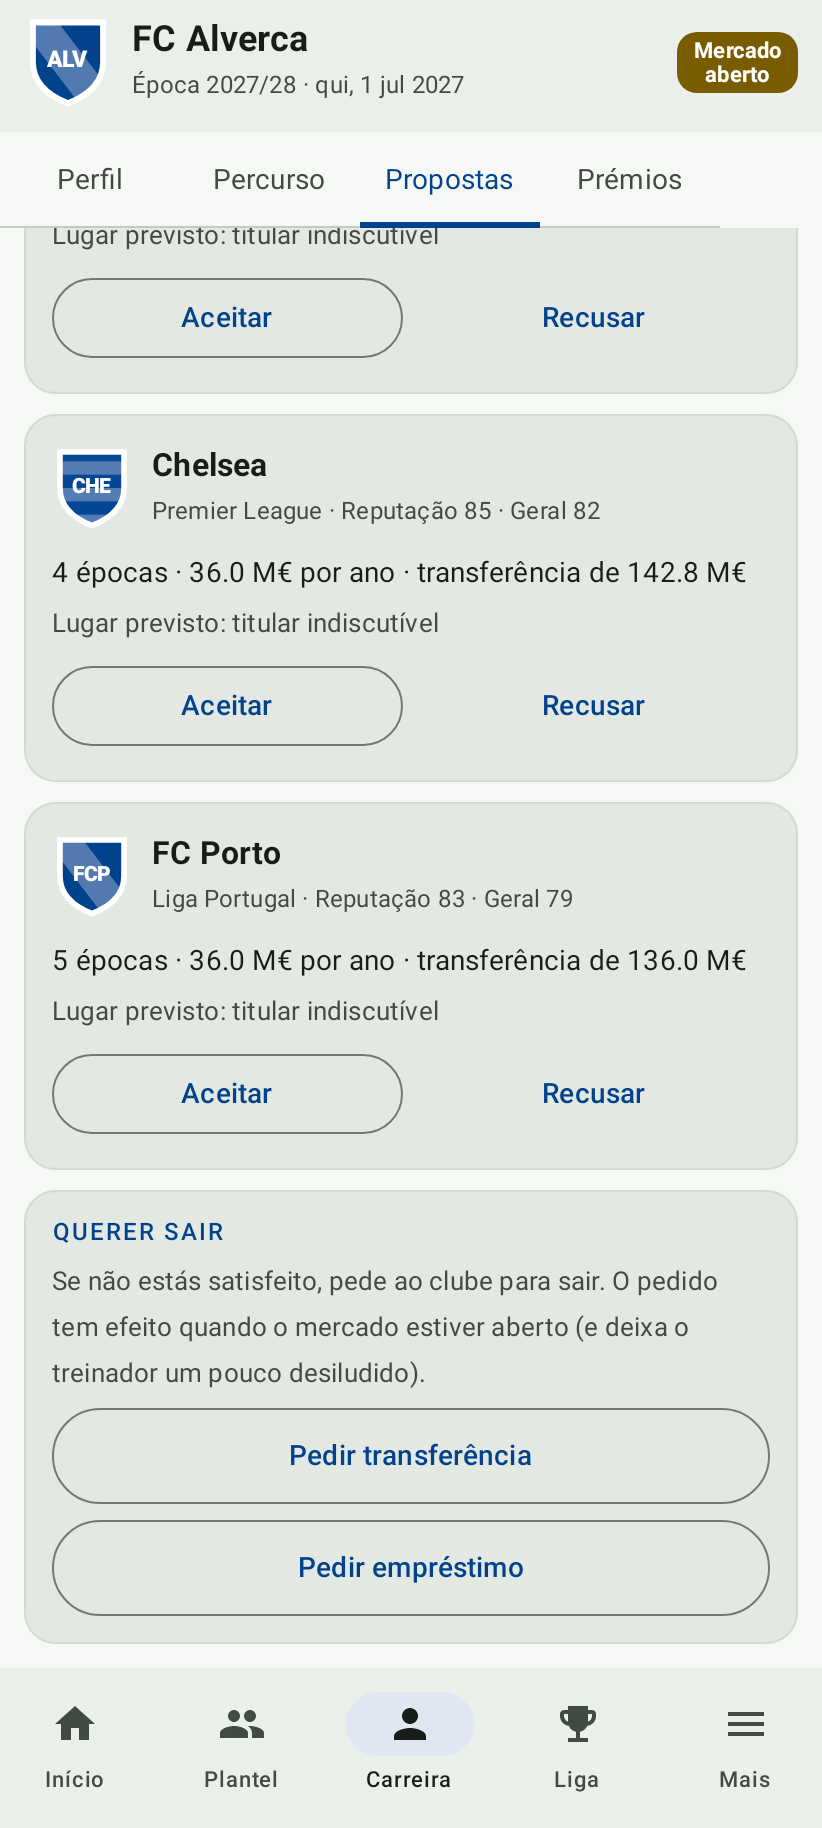 ALV
FC Alverca
Época 2027/28 · qui, 1 jul 2027
Mercado
aberto
Perfil
Percurso
Propostas
Prémios
Lugar previsto: titular indiscutível
Aceitar
Recusar
CHE
Chelsea
Premier League · Reputação 85 · Geral 82
4 épocas · 36.0 M€ por ano · transferência de 142.8 M€
Lugar previsto: titular indiscutível
Aceitar
Recusar
FCP
FC Porto
Liga Portugal · Reputação 83 · Geral 79
5 épocas · 36.0 M€ por ano · transferência de 136.0 M€
Lugar previsto: titular indiscutível
Aceitar
Recusar
QUERER SAIR
Se não estás satisfeito, pede ao clube para sair. O pedido
tem efeito quando o mercado estiver aberto (e deixa o
treinador um pouco desiludido).
Pedir transferência
Pedir empréstimo
Início
Plantel
Carreira
Liga
Mais